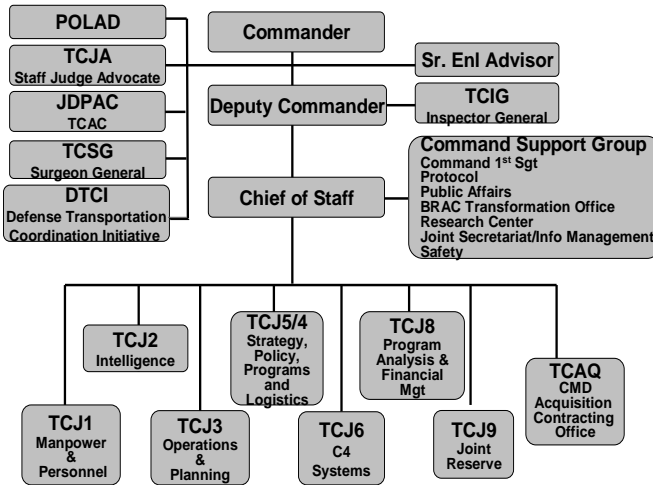 POLAD
TCJA
Staff Judge Advocate
JDPAC
TCAC
TCSG
Surgeon General
DTCI
Defense Transportation
Coordination Initiative
Commander
Deputy Commander
Chief of Staff
Sr. Enl Advisor
TCIG
Inspector General
Command Support Group
Command 1st Sgt
Protocol
Public Affairs
BRAC Transformation Office
Research Center
Joint Secretariat/Info Management
Safety
TCJ1
Manpower
&
Personnel
TCJ2
Intelligence
TCJ3
Operations
&
Planning
TCJ5/4
Strategy,
Policy,
Programs
and
Logistics
TCJ6
C4
Systems
TCJ8
Program
Analysis &
Financial
Mgt
TCJ9
Joint
Reserve
TCAQ
CMD
Acquisition
Contracting
Office